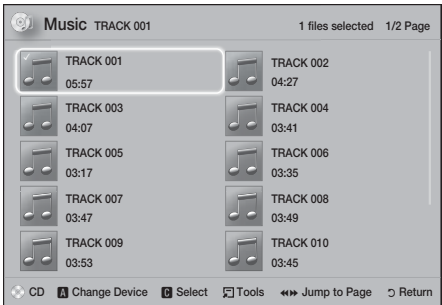 Music TRACK 001 1 files selected 1/2 Page
TRACK 001
05:57
TRACK 002
04:27
TRACK 003
04:07
TRACK 004
03:41
TRACK 005
03:17
TRACK 006
03:35
TRACK 007
03:47
TRACK 008
03:49
TRACK 009
03:53
TRACK 010
03:45
CD A Change Device C Select Tools Jump to Page Return